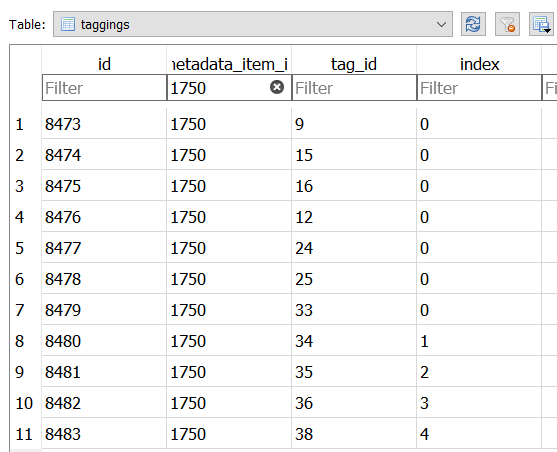 Table: taggings
id netadata_item_i tag_id index
Filter 1750 Filter Filter Fi
1 8473 1750 9 0
2 8474 1750 15 0
3 8475 1750 16 0
4 8476 1750 12 0
5 8477 1750 24 0
6 8478 1750 25 0
7 8479 1750 33 0
8 8480 1750 34 1
9 8481 1750 35 2
10 8482 1750 36 3
11 8483 1750 38 4